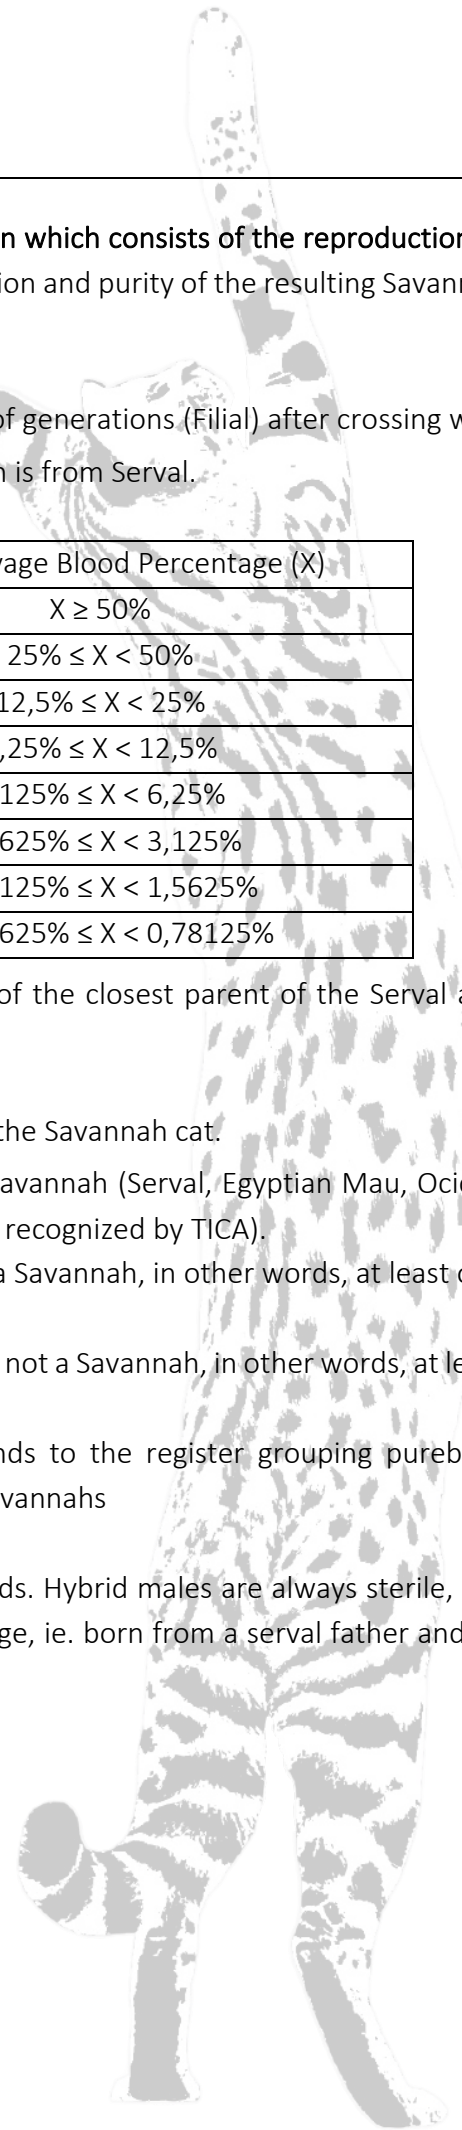 n which consists of the reproduction
ion and purity of the resulting Savann
of generations (Filial) after crossing w
n is from Serval.
vage Blood Percentage (X)
X ≥ 50%
25% ≤ X < 50%
12,5% ≤ X < 25%
,25% ≤ X < 12,5%
125% ≤ X < 6,25%
625% ≤ X < 3,125%
125% ≤ X < 1,5625%
625% ≤ X < 0,78125%
of the closest parent of the Serval a
the Savannah cat.
avannah (Serval, Egyptian Mau, Ocic
recognized by TICA).
a Savannah, in other words, at least o
not a Savannah, in other words, at le
nds to the register grouping pureb
vannahs
ds. Hybrid males are always sterile,
ge, ie. born from a serval father and